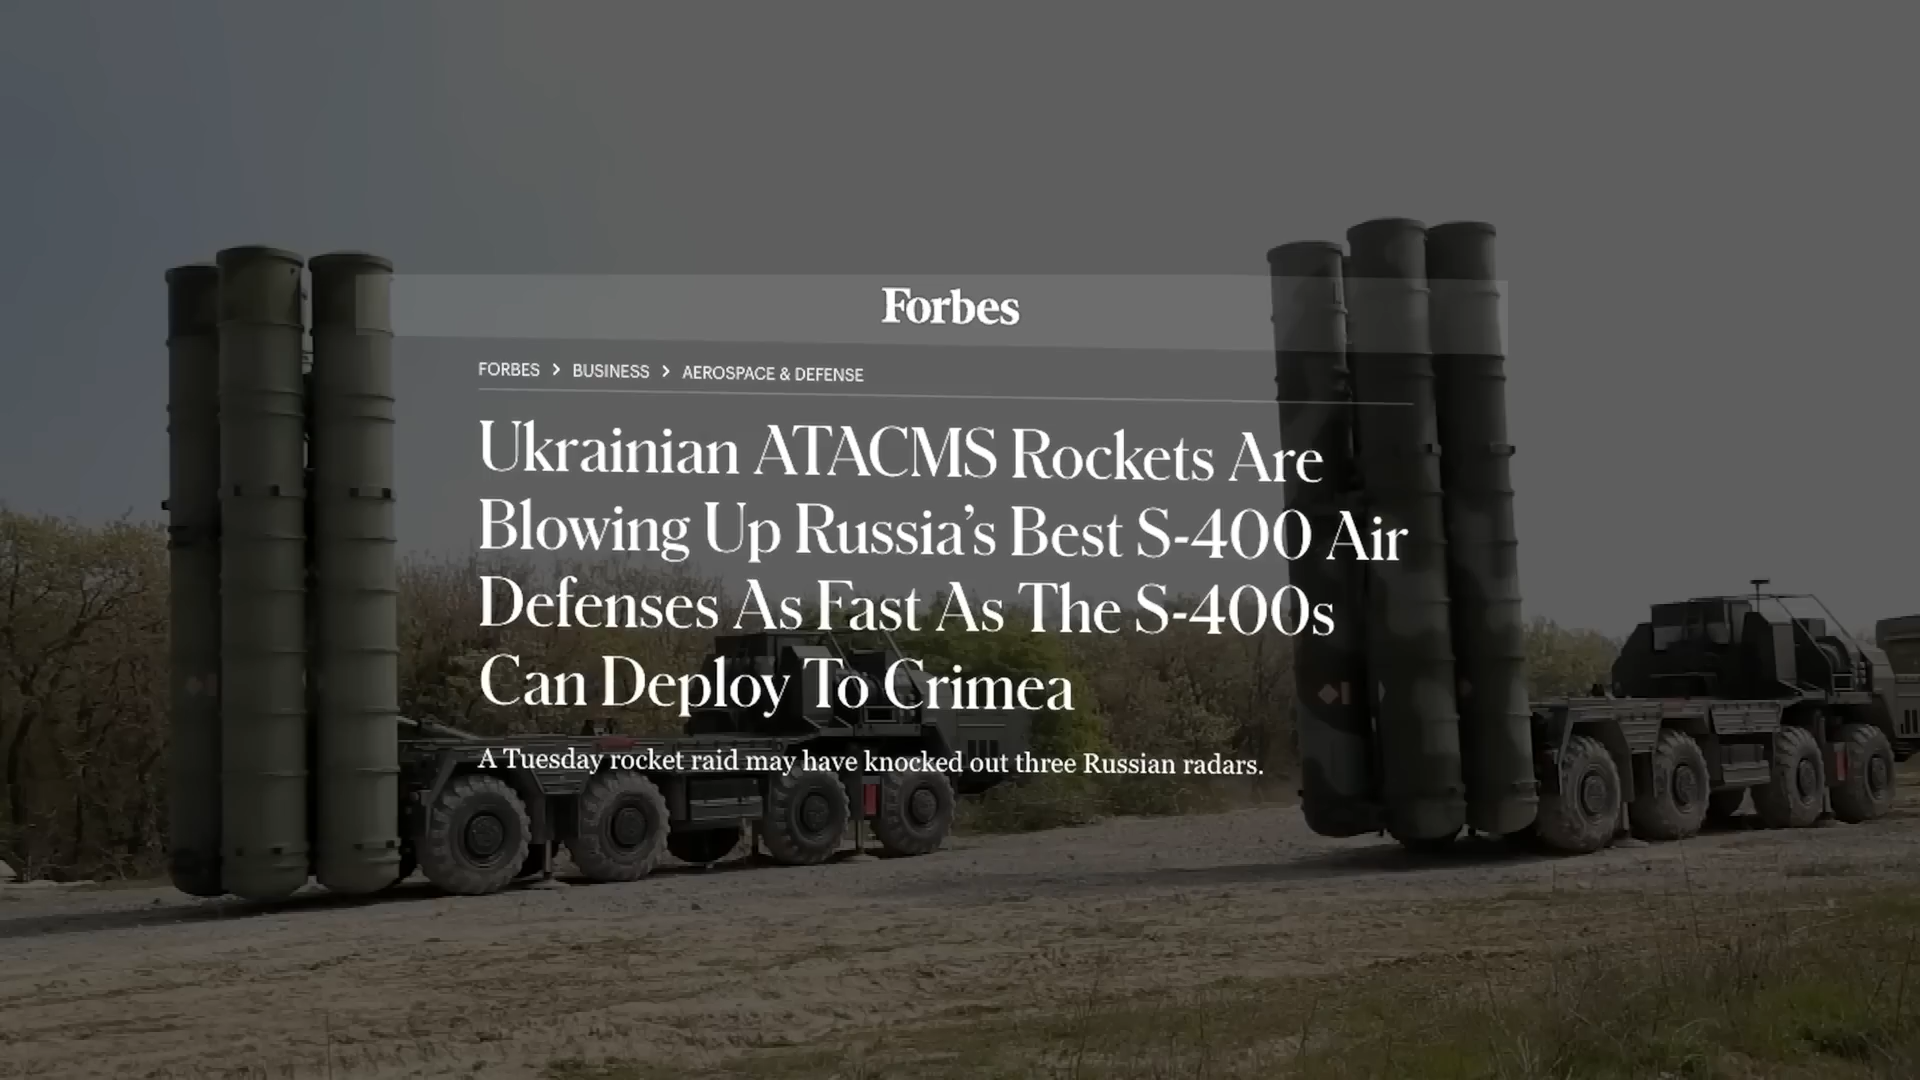 Forbes
FORBES > BUSINESS > AEROSPACE & DEFENSE
Ukrainian ATACMS Rockets Are
Blowing Up Russia’s Best S-400 Air
Defenses As Fast As The S-400s
Can Deploy To Crimea
A Tuesday rocket raid may have knocked out three Russian radars.